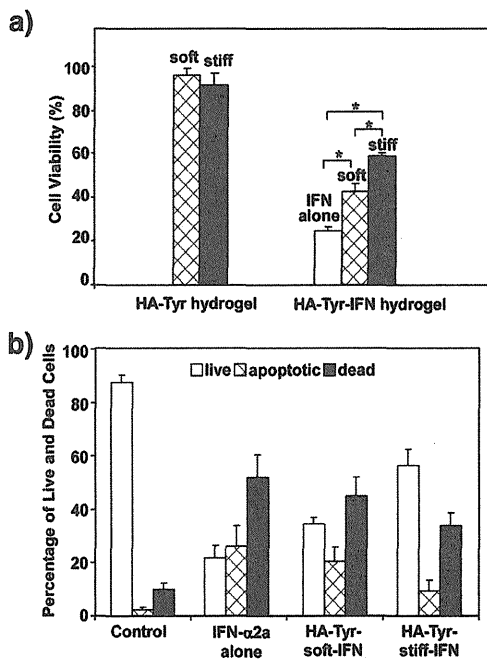 a)
Cell Viability (%)
100
80
60
40
20
0
soft
stiff
IFN
alone
*
soft
*
*
stiff
HA-Tyr hydrogel
HA-Tyr-IFN hydrogel
b)
Percentage of Live and Dead Cells
100
80
60
40
20
0
live
apoptotic
dead
Control
IFN-α2a
alone
HA-Tyr-
soft-IFN
HA-Tyr-
stiff-IFN